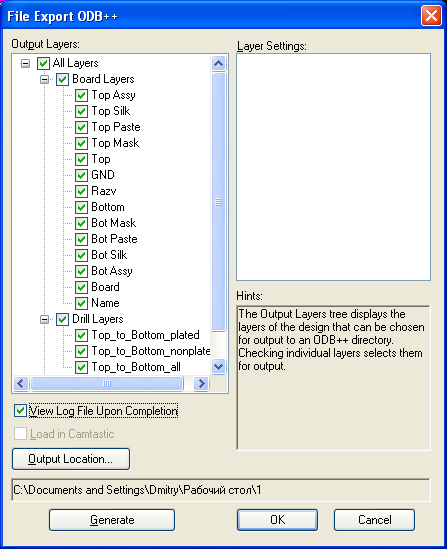 File Export ODB++
Output Layers:
All Layers
Board Layers
Top Assy
Top Silk
Top Paste
Top Mask
Top
GND
Razv
Bottom
Bot Mask
Bot Paste
Bot Silk
Bot Assy
Board
Name
Drill Layers
Top_to_Bottom_plated
Top_to_Bottom_nonplate
Top_to_Bottom_all
Layer Settings:
Hints:
The Output Layers tree displays the
layers of the design that can be chosen
for output to an ODB++ directory.
Checking individual layers selects them
for output.
View Log File Upon Completion
Load in Camtastic
Output Location...
C:\Documents and Settings\Dmitry\Рабочий стол\1
Generate
OK
Cancel